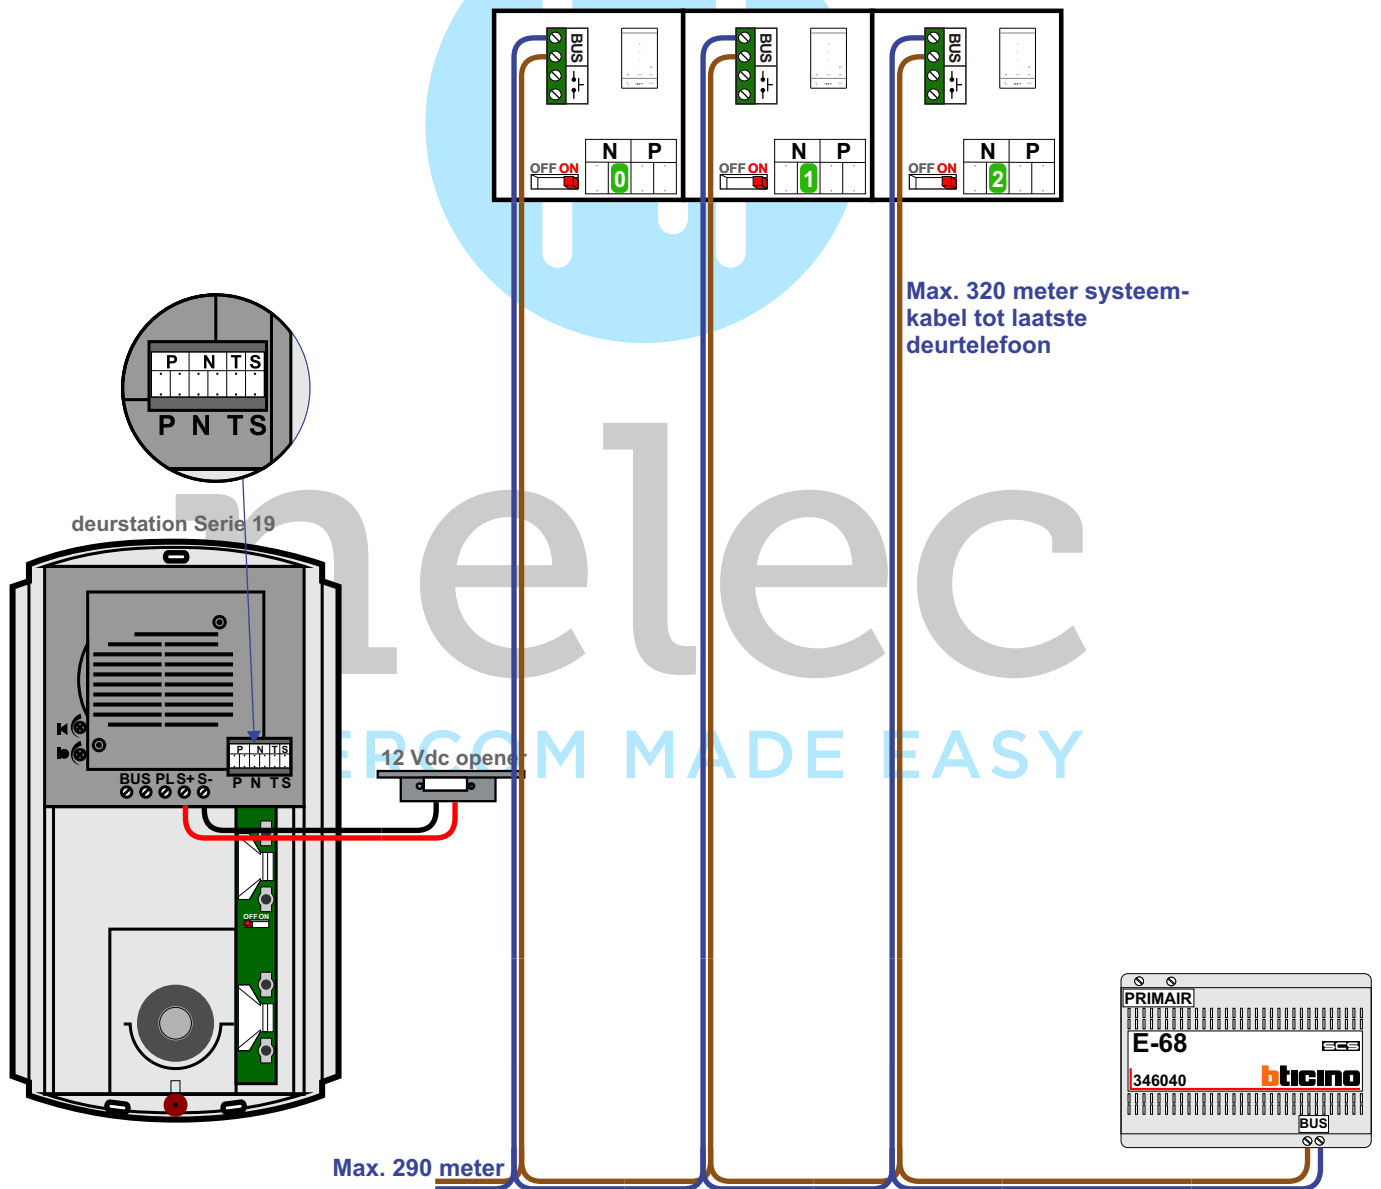 BUS
BUS
BUS
N P
N P
N P
OFF ON
0
OFF ON
1
OFF ON
2
Max. 320 meter systeem-
kabel tot laatste
deurtelefoon
P N T S
P N T S
nelec
deurstation Serie 19
ERCOM MADE EASY
12 Vdc opener
P N T S
BUS PL S+ S-
P N T S
OFF ON
PRIMAIR
E-68
SCS
346040
bticino
BUS
Max. 290 meter